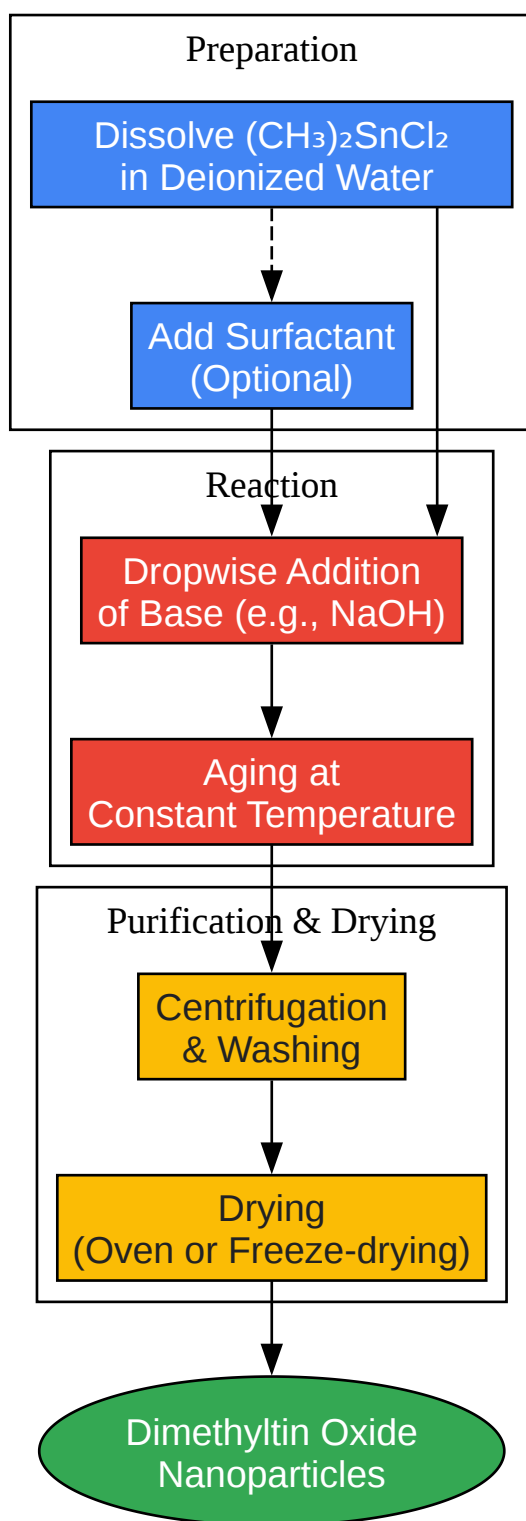 Preparation
Dissolve (CH₃)₂SnCl₂
in Deionized Water
Add Surfactant
(Optional)
Reaction
Dropwise Addition
of Base (e.g., NaOH)
Aging at
Constant Temperature
Purification & Drying
Centrifugation
& Washing
Drying
(Oven or Freeze-drying)
Dimethyltin Oxide
Nanoparticles